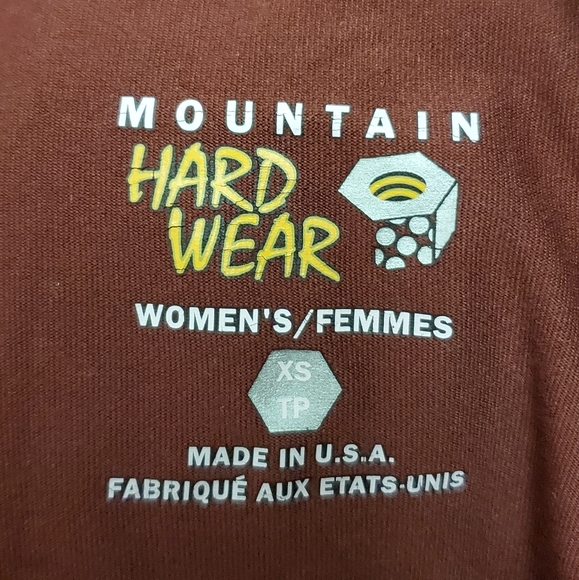 MOUNTAIN
HARD
WEAR
WOMEN'S/FEMMES
XS
TP
MADE IN U.S.A.
FABRIQUÉ AUX ETATS-UNIS